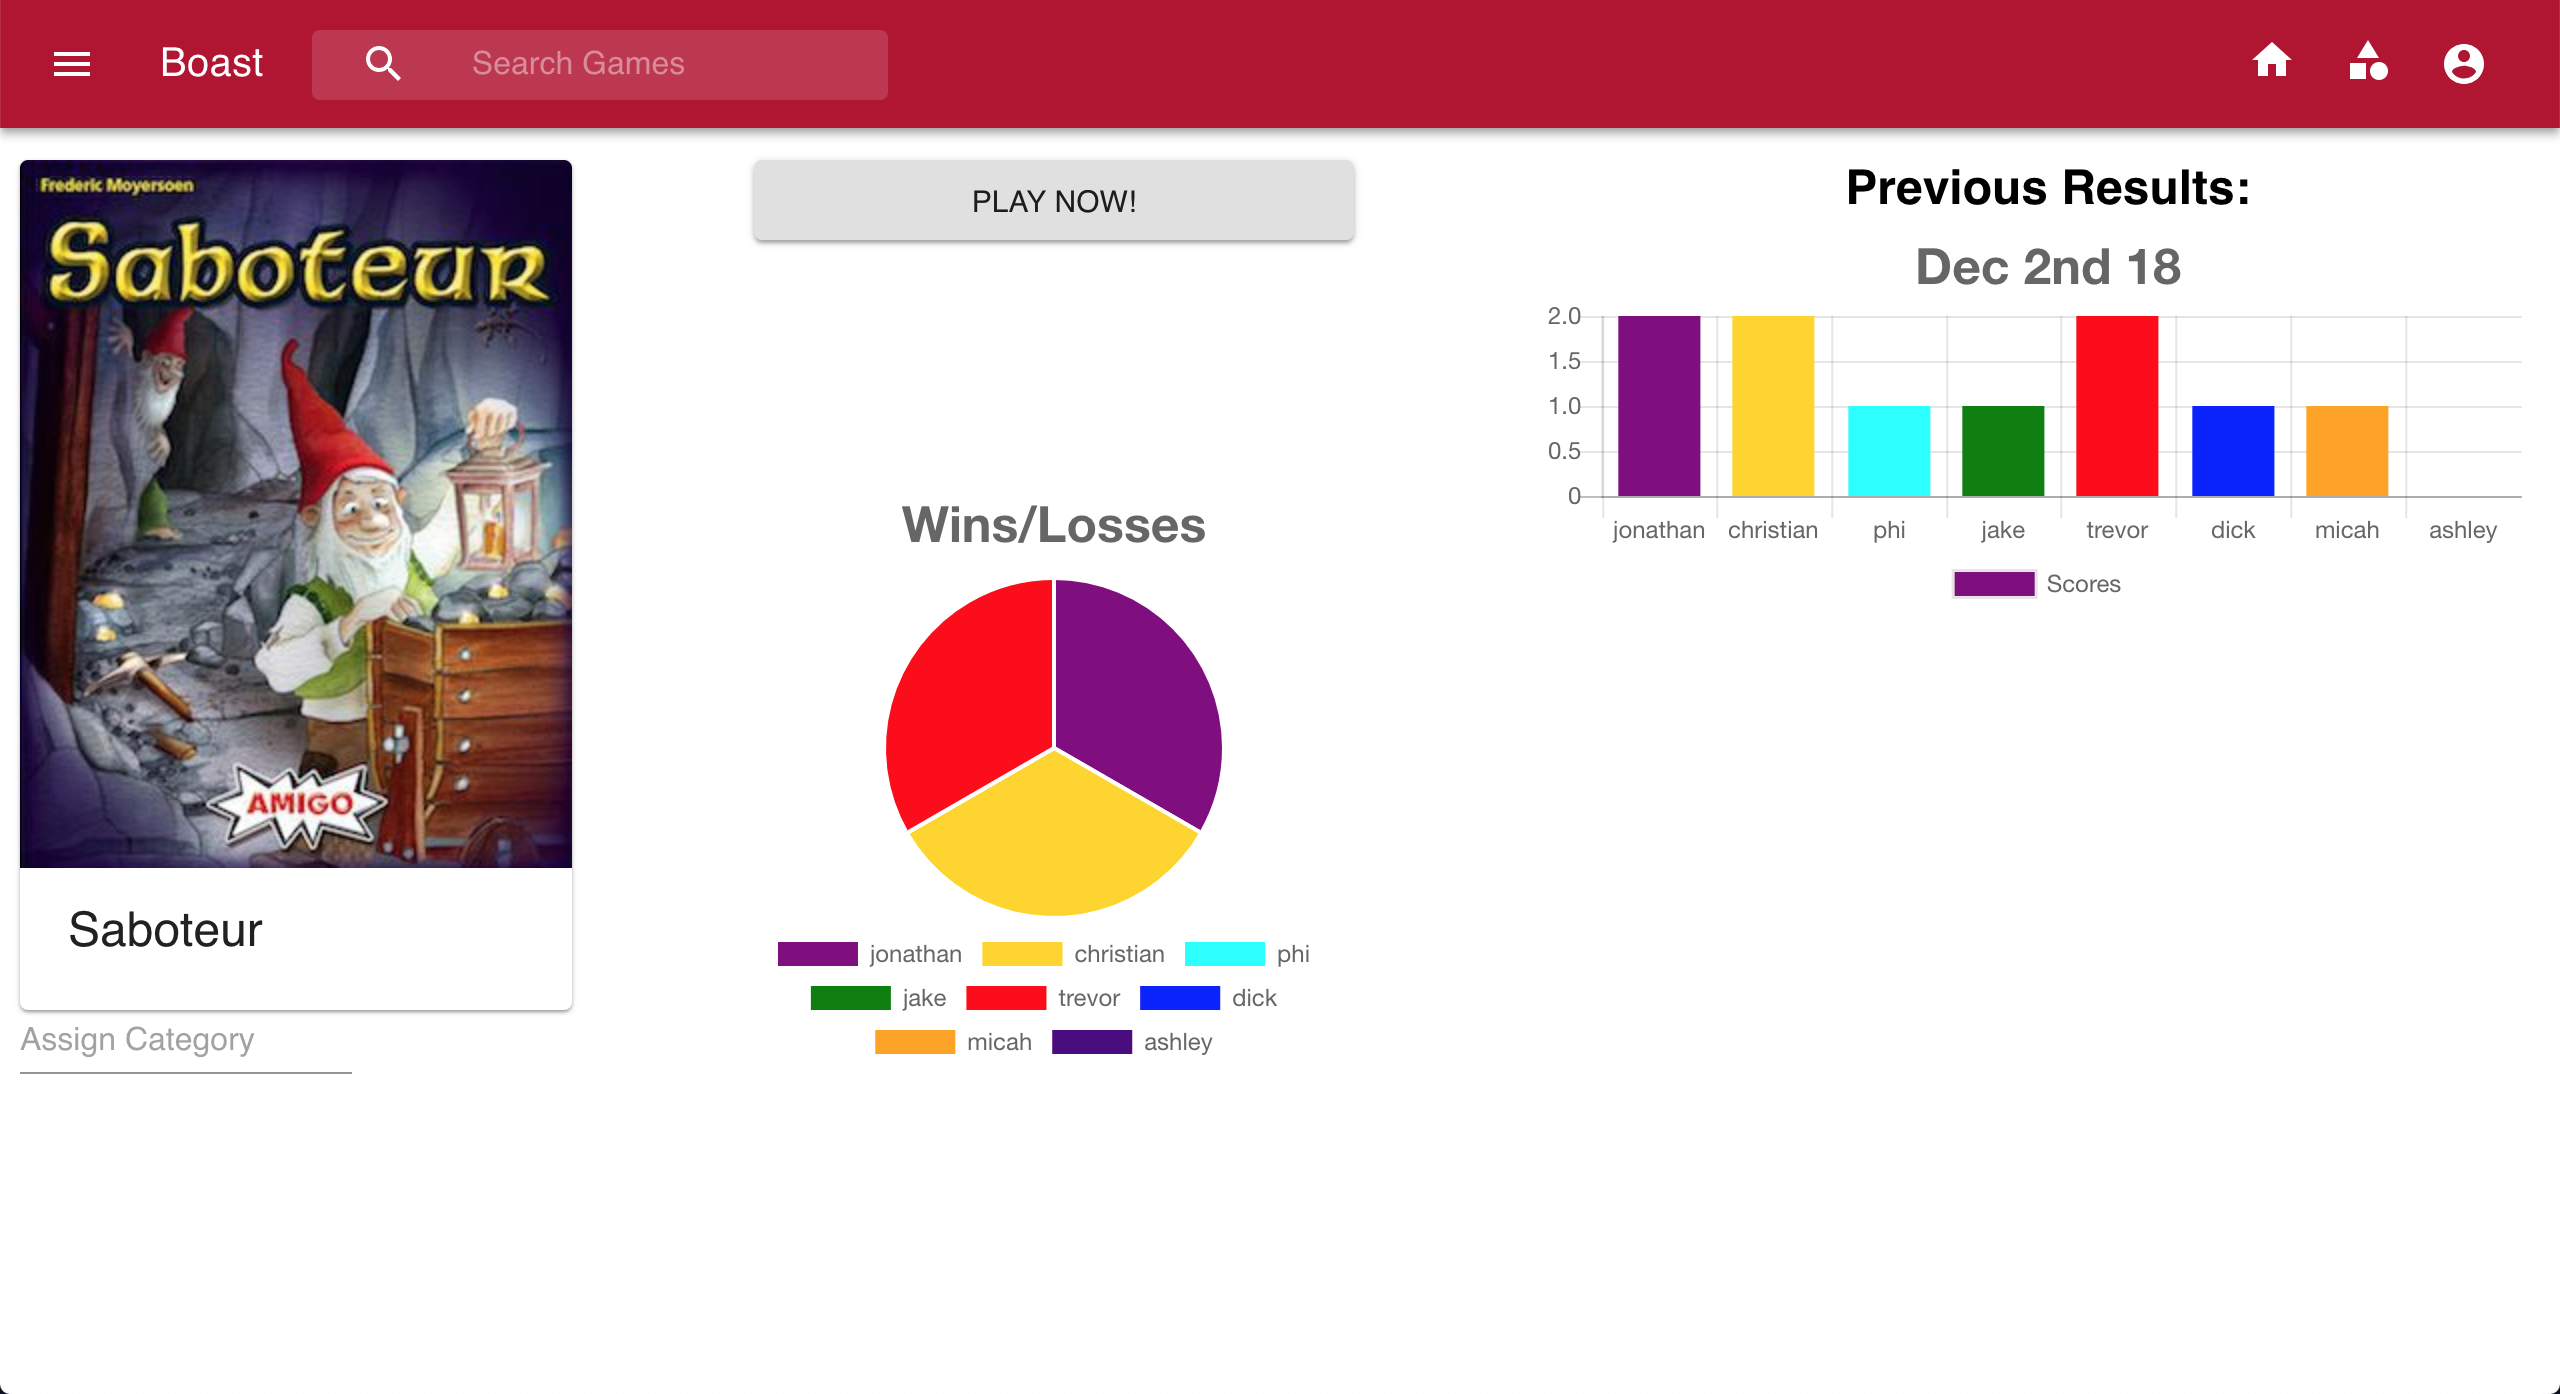 Boast
Search Games
Frederic Moyersoen
Saboteur
AMIGO
Saboteur
Assign Category
PLAY NOW!
Wins/Losses
jonathan christian phi
jake trevor dick
micah ashley
Previous Results:
Dec 2nd 18
2.0
1.5
1.0
0.5
0
jonathan christian phi jake trevor dick micah ashley
Scores